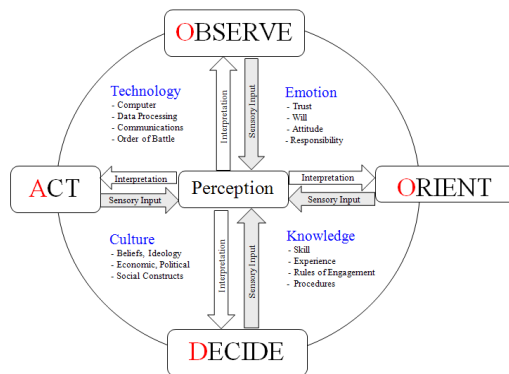 OBSERVE
Technology
- Computer
- Data Processing
- Communications
- Order of Battle
Interpretation
Sensory Input
Emotion
- Trust
- Will
- Attitude
- Responsibility
ACT
Interpretation
Sensory Input
Perception
Interpretation
Sensory Input
ORIENT
Culture
- Beliefs, Ideology
- Economic, Political
- Social Constructs
Interpretation
Sensory Input
Knowledge
- Skill
- Experience
- Rules of Engagement
- Procedures
DECIDE